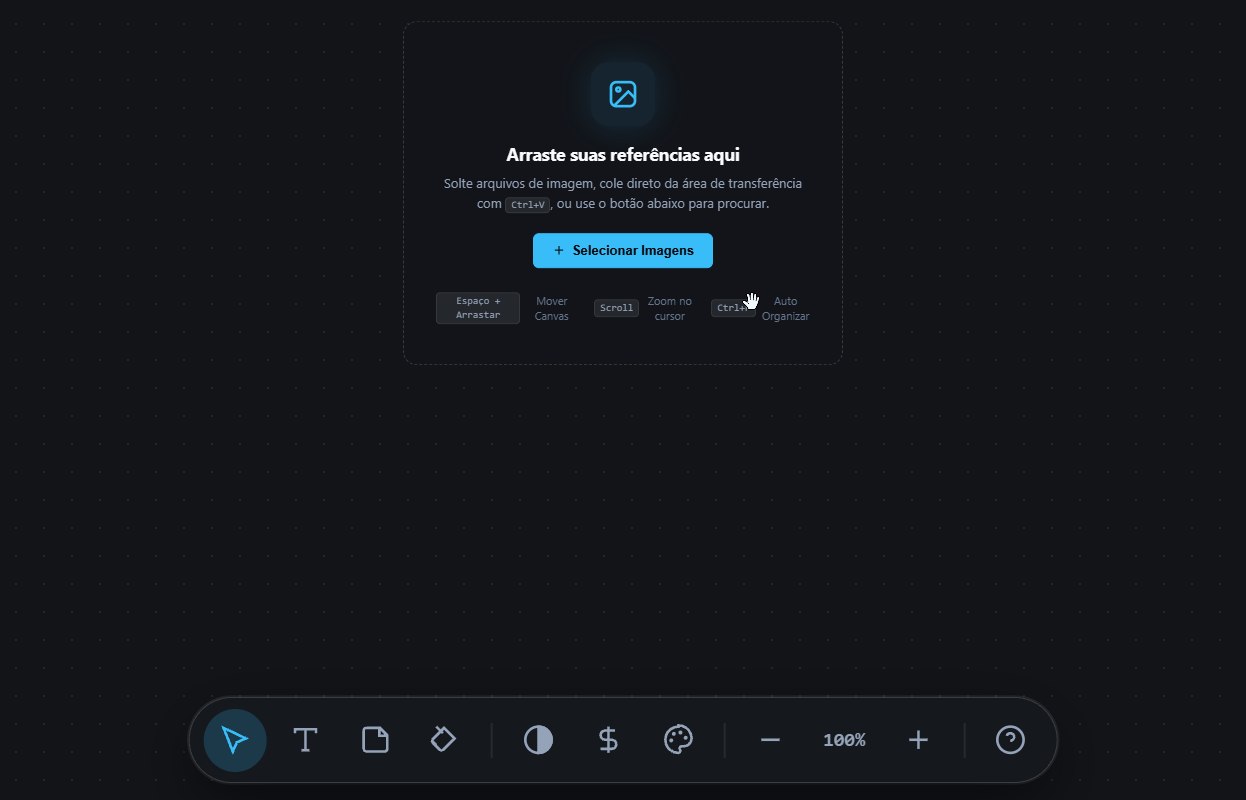 Arraste suas referências aqui
Solte arquivos de imagem, cole direto da área de transferência
com Ctrl+V, ou use o botão abaixo para procurar.
+ Selecionar Imagens
Espaço + Arrastar
Mover Canvas
Scroll
Zoom no cursor
Auto Organizar
100%